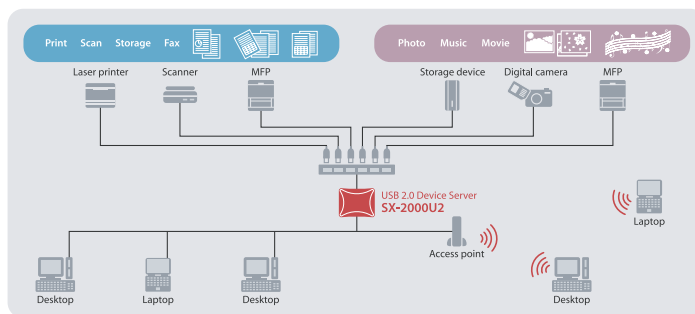 Print Scan Storage Fax
Photo Music Movie
Laser printer
Scanner
MFP
Storage device
Digital camera
MFP
USB 2.0 Device Server
SX-2000U2
Laptop
Access point
Desktop
Laptop
Desktop
Desktop